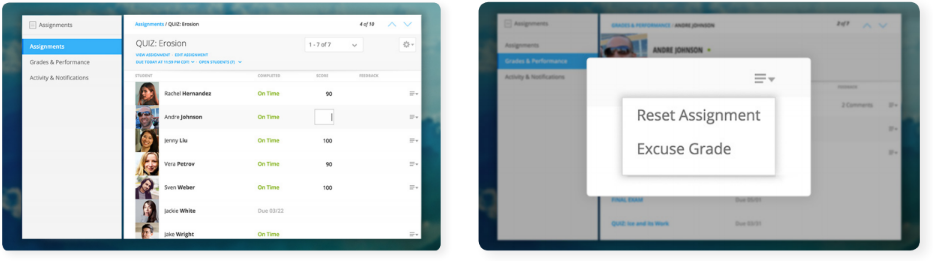 Assignments
Assignments
Grades & Performance
Activity & Notifications
Assignments / QUIZ: Erosion
4 of 18
QUIZ: Erosion
1 - 7 of 7
VIEW ASSIGNMENT · EDIT ASSIGNMENT
DUE TODAY AT 11:59 PM (CDT) · OPEN STUDENTS (1)
STUDENT COMPLETED SCORE FEEDBACK
Rachel Hernandez On Time 90
Andre Johnson On Time
Jenny Liu On Time 100
Vera Petrov On Time 90
Sven Weber On Time 100
Jackie White Due 03/22
Jake Wright On Time
Assignments
Assignments
Grades & Performance
Activity & Notifications
GRADES & PERFORMANCE / ANDRE JOHNSON
2 of 7
ANDRE JOHNSON
FEEDBACK
2 Comments
Reset Assignment
Excuse Grade
FINAL EXAM Due 05/01
QUIZ: Ice and its Work Due 03/31